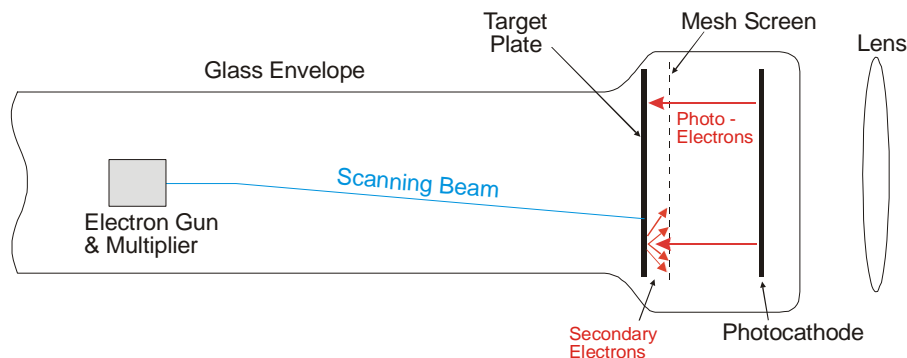 Target
Plate
Mesh Screen
Lens
Glass Envelope
Photo -
Electrons
Scanning Beam
Electron Gun
& Multiplier
Secondary
Electrons
Photocathode